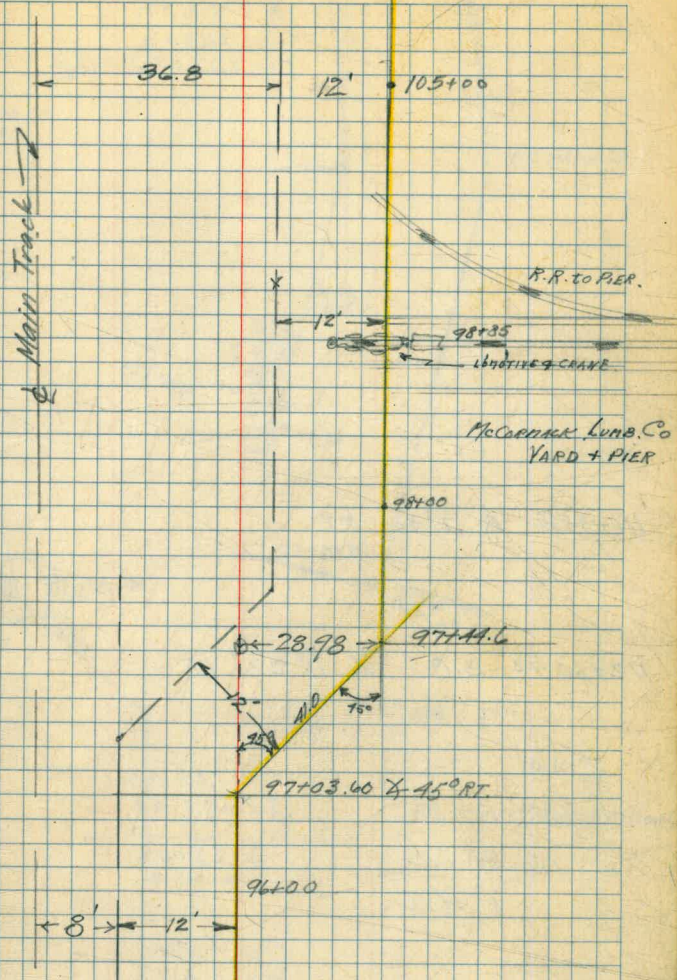 36.8
12'
105+00
℄ Main Track
R.R. to PIER.
12'
98+85
& CRANE.
McCORMACK LUMB. Co
YARD + PIER
98+00
28.98
97+44.6
12'
41.0
45°
45°
97+03.60 ∠ 45° RT.
96+00
8'
12'